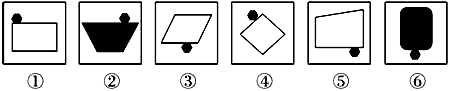 ① ② ③ ④ ⑤ ⑥